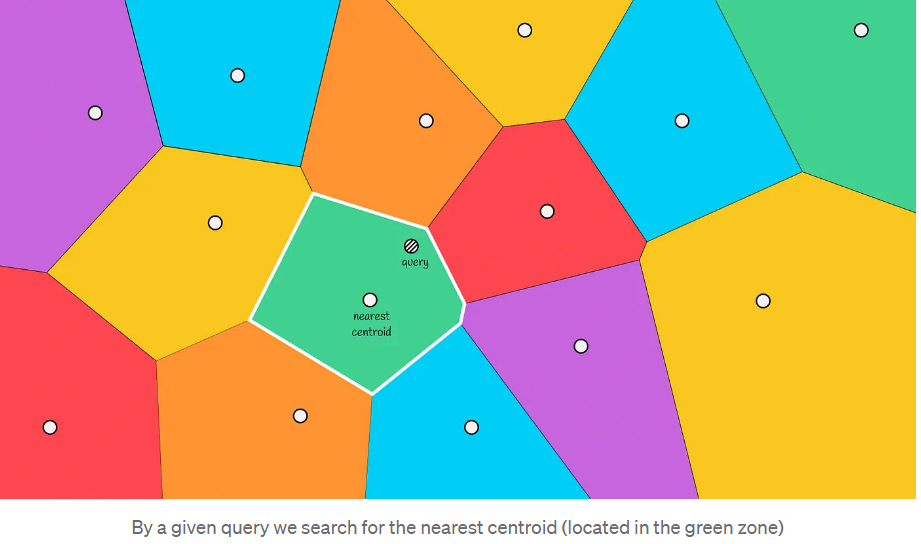 query
nearest
centroid
By a given query we search for the nearest centroid (located in the green zone)